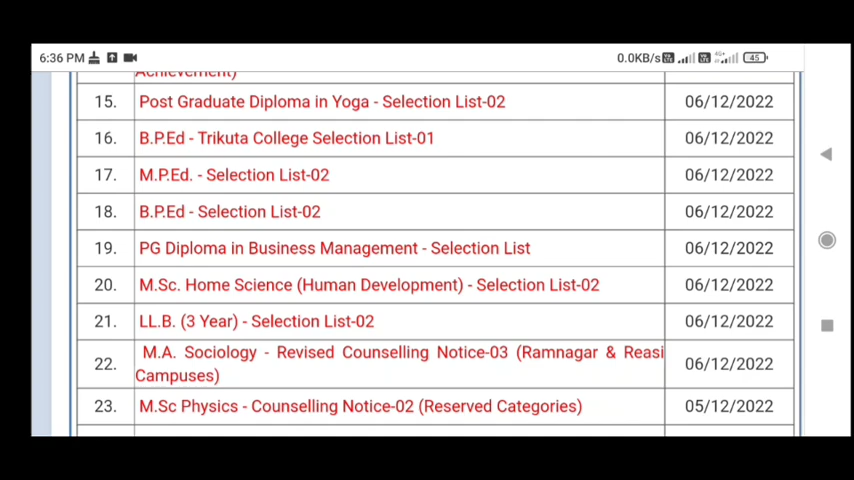 6:36 PM 0.0KB/s 4G+ 45
Achievement)
15. Post Graduate Diploma in Yoga - Selection List-02 06/12/2022
16. B.P.Ed - Trikuta College Selection List-01 06/12/2022
17. M.P.Ed. - Selection List-02 06/12/2022
18. B.P.Ed - Selection List-02 06/12/2022
19. PG Diploma in Business Management - Selection List 06/12/2022
20. M.Sc. Home Science (Human Development) - Selection List-02 06/12/2022
21. LL.B. (3 Year) - Selection List-02 06/12/2022
22. M.A. Sociology - Revised Counselling Notice-03 (Ramnagar & Reasi 06/12/2022
Campuses)
23. M.Sc Physics - Counselling Notice-02 (Reserved Categories) 05/12/2022